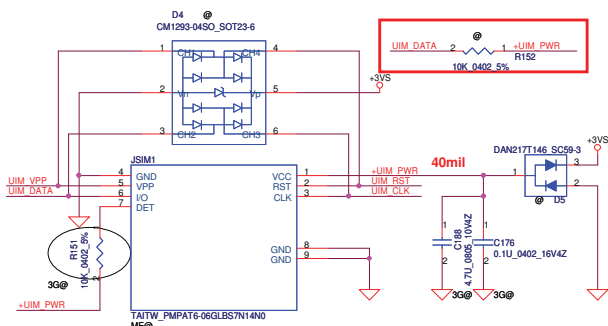 D4 @
CM1293-04SO_SOT23-6
1 CH1 CH4 4
2 Vn Vp 5 +3VS
3 CH2 CH3 6
@
UIM_DATA 2 1 +UIM_PWR
R152
10K_0402_5%
JSIM1
UIM_VPP
UIM_DATA
4 GND
5 VPP
6 I/O
7 DET
VCC 1 +UIM_PWR
RST 2 UIM_RST
CLK 3 UIM_CLK
GND 8
GND 9
40mil
DAN217T146_SC59-3
+3VS
1 3
2
@ D5
R151
10K_0402_5%
1
2
3G@
+UIM_PWR
TAITW_PMPAT6-06GLBS7N14N0
ME@
1
2
C188
4.7U_0805_10V4Z
3G@
1
2
C176
0.1U_0402_16V4Z
3G@